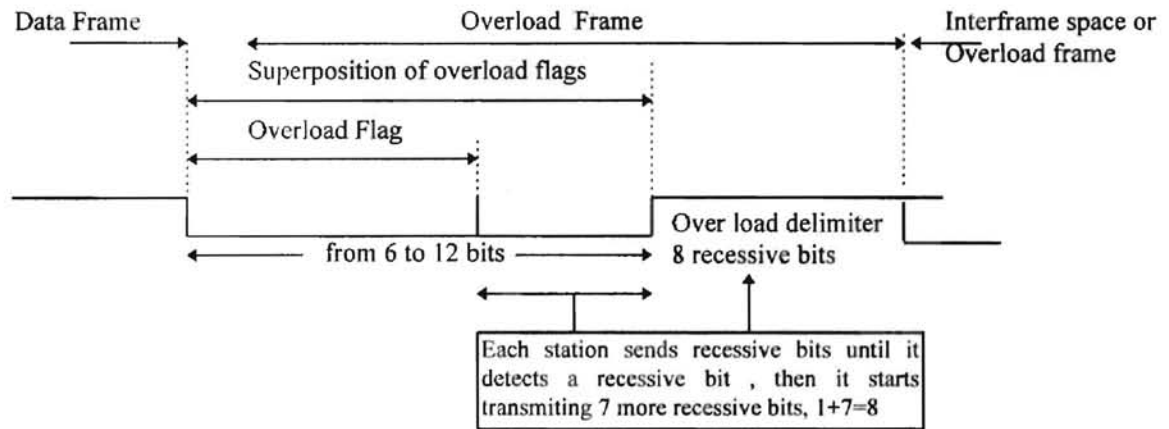 Data Frame
Overload Frame
Interframe space or
Overload frame
Superposition of overload flags
Overload Flag
from 6 to 12 bits
Over load delimiter
8 recessive bits
Each station sends recessive bits until it
detects a recessive bit , then it starts
transmiting 7 more recessive bits, 1+7=8